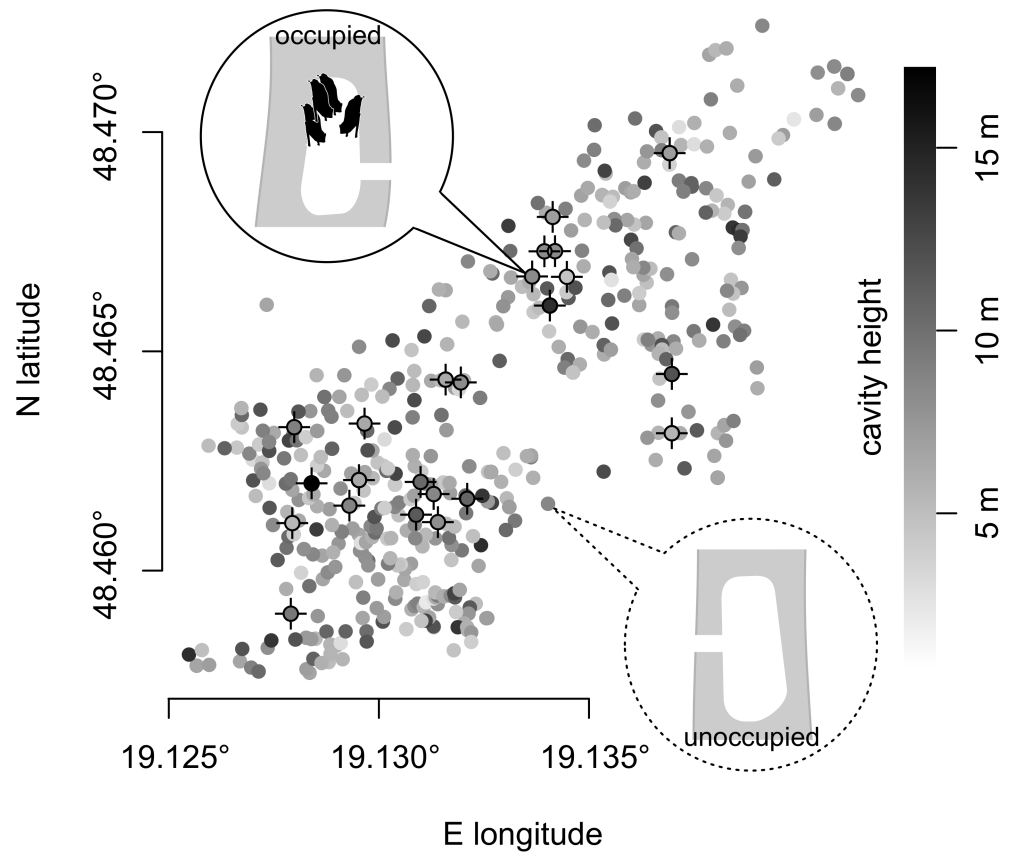 occupied
48.470°
48.465°
48.460°
N latitude
15 m
10 m
5 m
cavity height
unoccupied
19.125°
19.130°
19.135°
E longitude